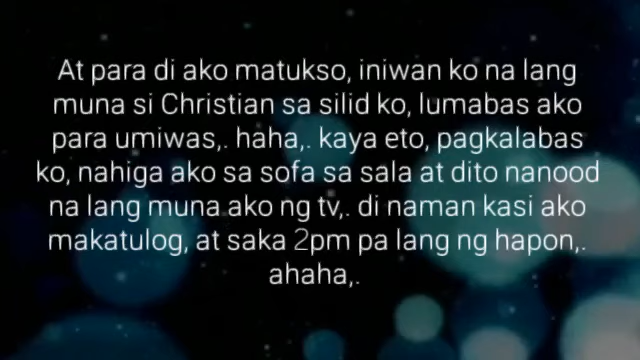 At para di ako matukso, iniwan ko na lang
muna si Christian sa silid ko, lumabas ako
para umiwas,. haha,. kaya eto, pagkalabas
ko, nahiga ako sa sofa sa sala at dito nanood
na lang muna ako ng tv,. di naman kasi ako
makatulog, at saka 2pm pa lang ng hapon,.
ahaha,.